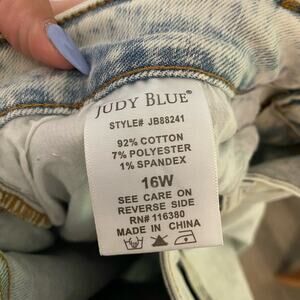 JUDY BLUE®
STYLE# JB88241
92% COTTON
7% POLYESTER
1% SPANDEX
16W
SEE CARE ON
REVERSE SIDE
RN# 116380
MADE IN CHINA